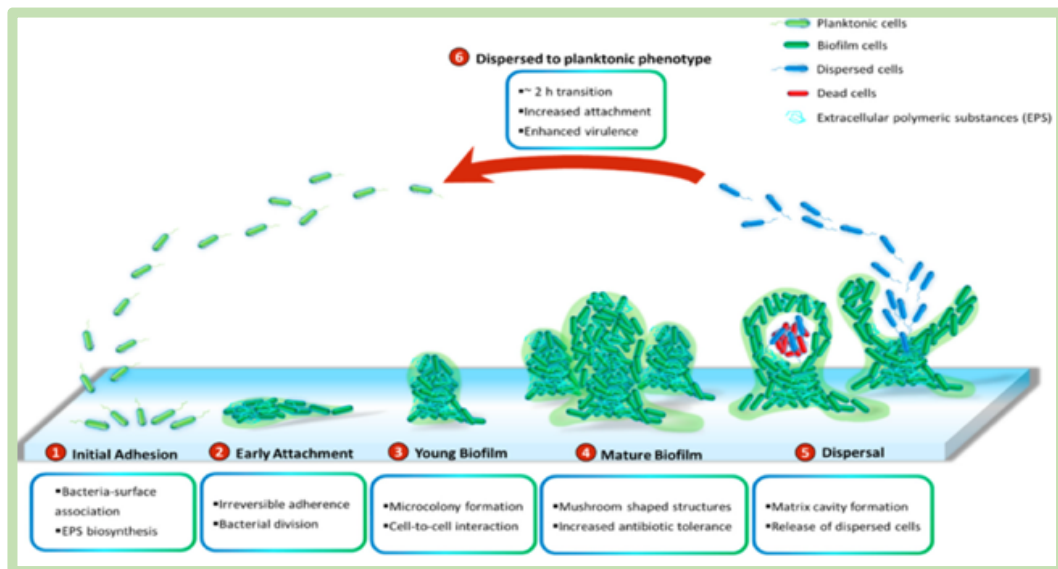 Planktonic cells
Biofilm cells
Dispersed cells
Dead cells
Extracellular polymeric substances (EPS)
6 Dispersed to planktonic phenotype
▪~ 2 h transition
▪Increased attachment
▪Enhanced virulence
1 Initial Adhesion
▪Bacteria-surface
association
▪EPS biosynthesis
2 Early Attachment
▪Irreversible adherence
▪Bacterial division
3 Young Biofilm
▪Microcolony formation
▪Cell-to-cell interaction
4 Mature Biofilm
▪Mushroom shaped structures
▪Increased antibiotic tolerance
5 Dispersal
▪Matrix cavity formation
▪Release of dispersed cells